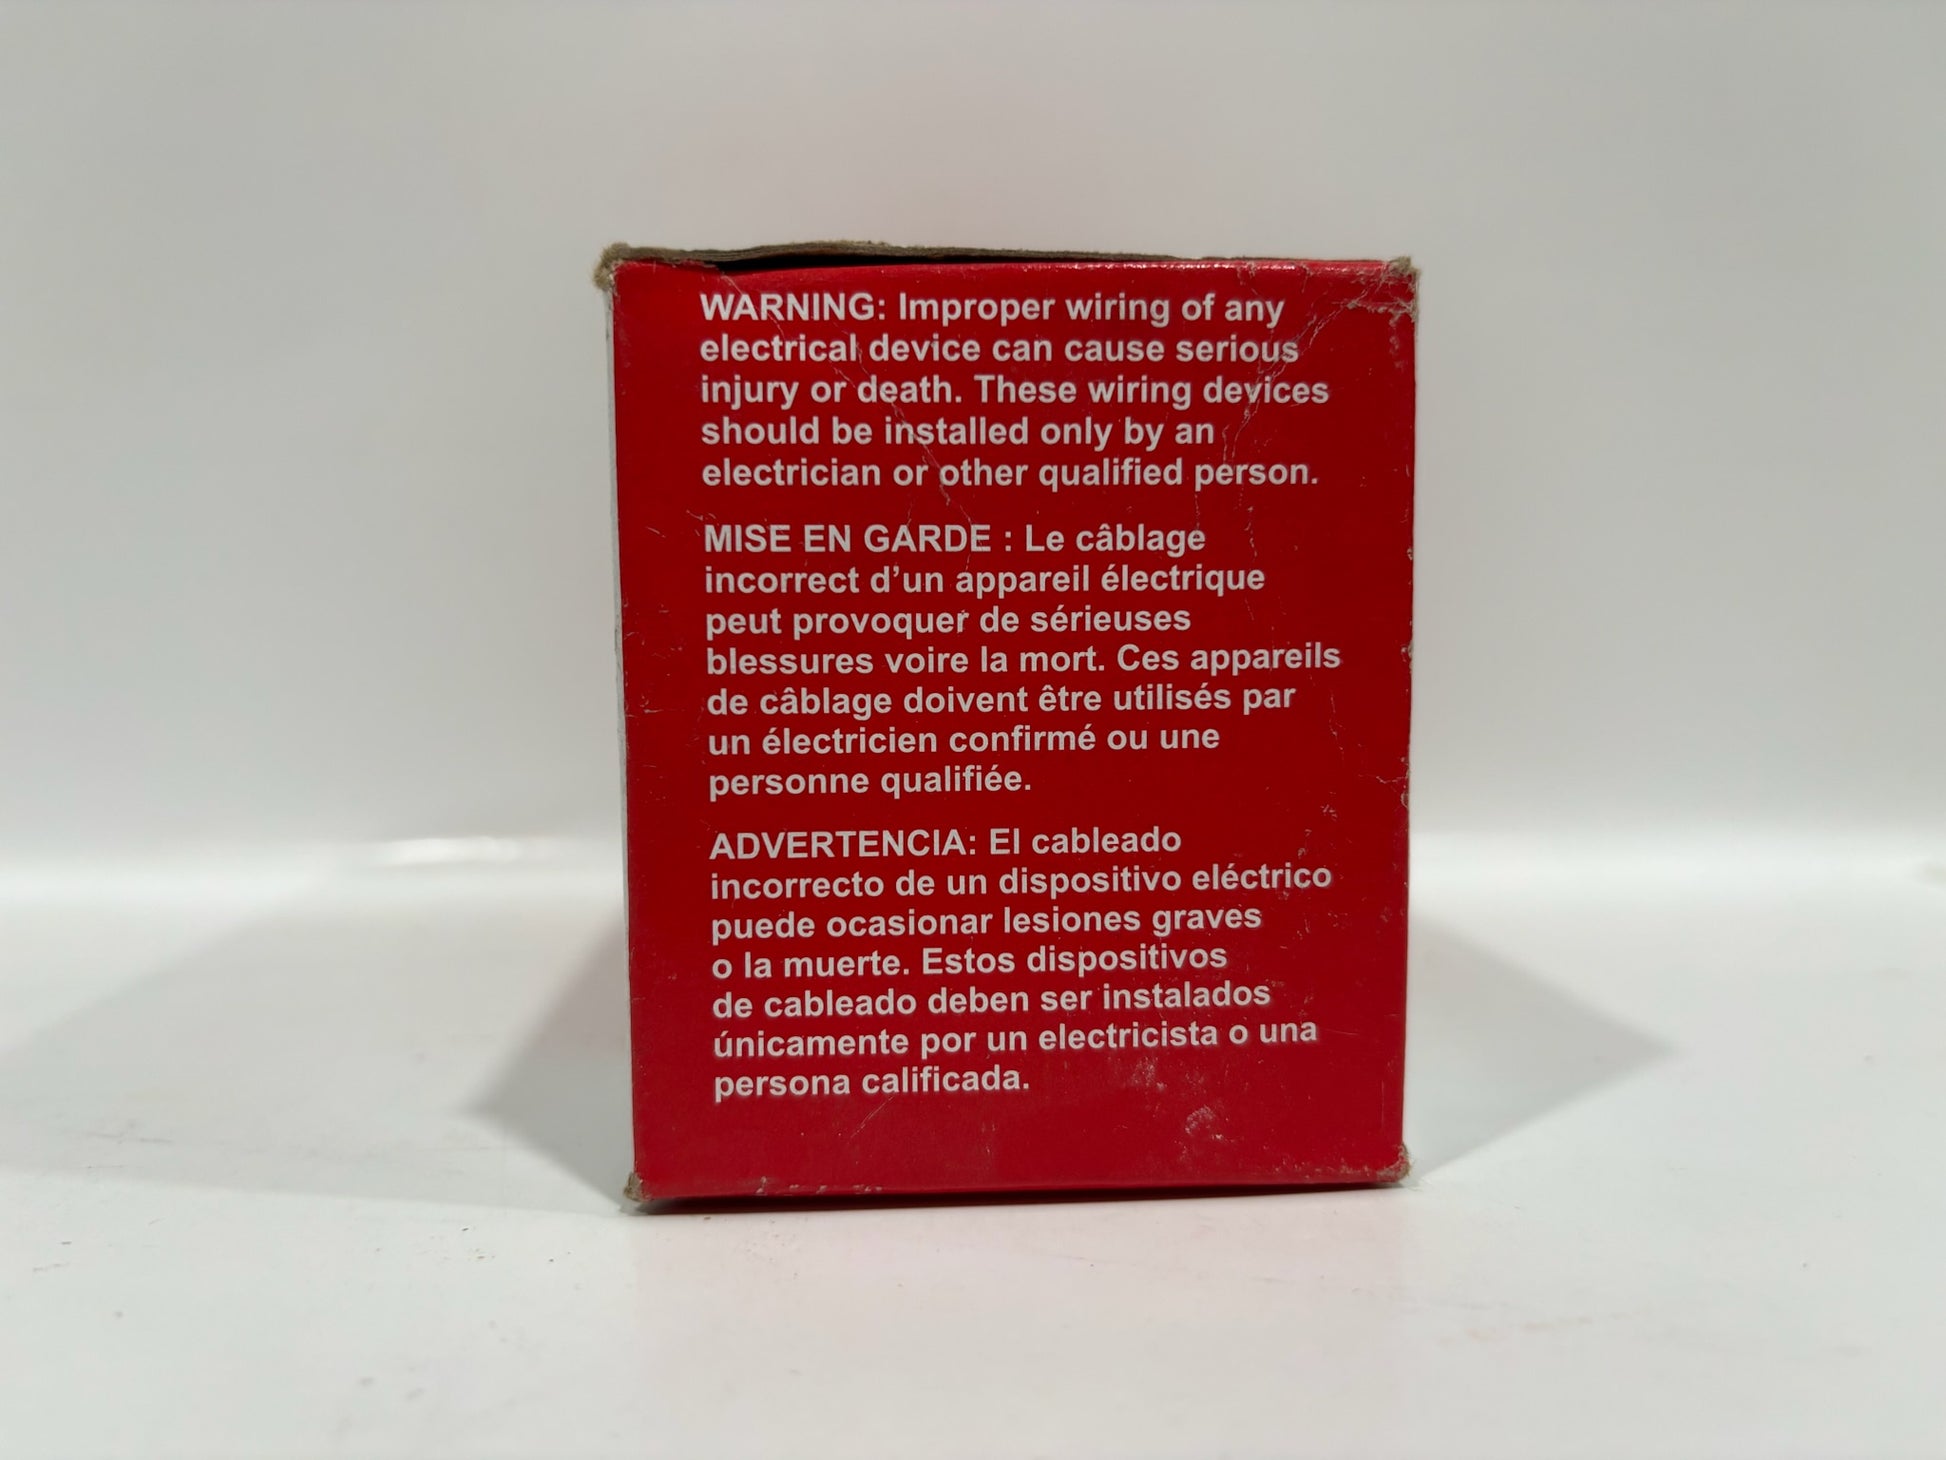 WARNING: Improper wiring of any
electrical device can cause serious
injury or death. These wiring devices
should be installed only by an
electrician or other qualified person.
MISE EN GARDE : Le câblage
incorrect d’un appareil électrique
peut provoquer de sérieuses
blessures voire la mort. Ces appareils
de câblage doivent être utilisés par
un électricien confirmé ou une
personne qualifiée.
ADVERTENCIA: El cableado
incorrecto de un dispositivo eléctrico
puede ocasionar lesiones graves
o la muerte. Estos dispositivos
de cableado deben ser instalados
únicamente por un electricista o una
persona calificada.